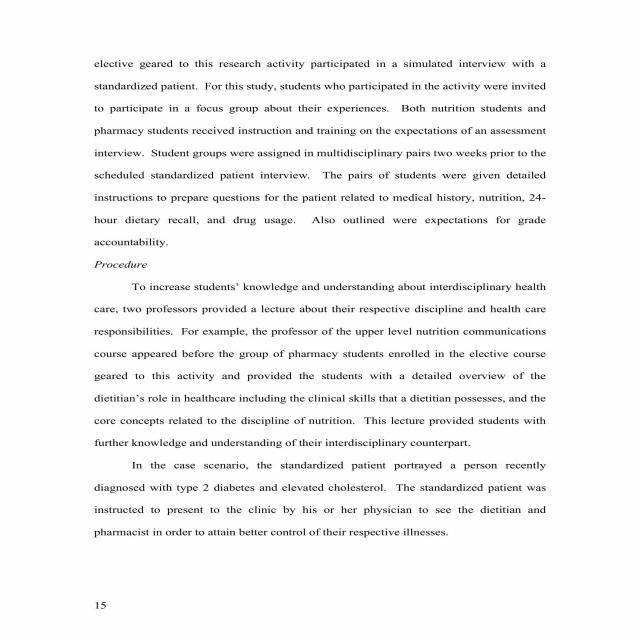 elective geared to this research activity participated in a simulated interview with a
standardized patient. For this study, students who participated in the activity were invited
to participate in a focus group about their experiences. Both nutrition students and
pharmacy students received instruction and training on the expectations of an assessment
interview. Student groups were assigned in multidisciplinary pairs two weeks prior to the
scheduled standardized patient interview. The pairs of students were given detailed
instructions to prepare questions for the patient related to medical history, nutrition, 24-
hour dietary recall, and drug usage. Also outlined were expectations for grade
accountability.
Procedure
To increase students’ knowledge and understanding about interdisciplinary health
care, two professors provided a lecture about their respective discipline and health care
responsibilities. For example, the professor of the upper level nutrition communications
course appeared before the group of pharmacy students enrolled in the elective course
geared to this activity and provided the students with a detailed overview of the
dietitian’s role in healthcare including the clinical skills that a dietitian possesses, and the
core concepts related to the discipline of nutrition. This lecture provided students with
further knowledge and understanding of their interdisciplinary counterpart.
In the case scenario, the standardized patient portrayed a person recently
diagnosed with type 2 diabetes and elevated cholesterol. The standardized patient was
instructed to present to the clinic by his or her physician to see the dietitian and
pharmacist in order to attain better control of their respective illnesses.
15